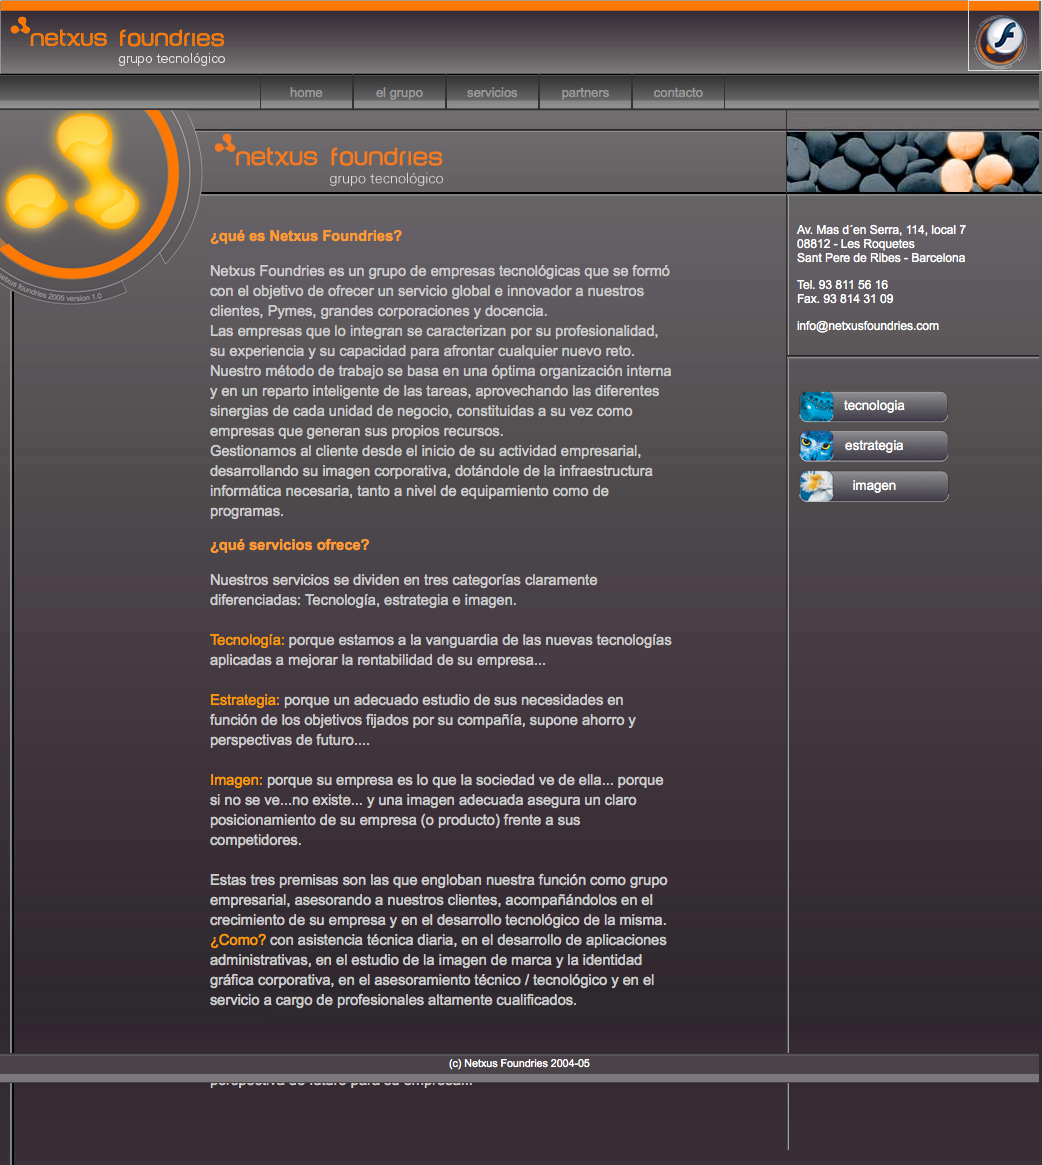 netxus foundries
grupo tecnológico
home el grupo servicios partners contacto
netxus foundries
grupo tecnológico
netxus foundries 2005 version 1.0
¿qué es Netxus Foundries?
Netxus Foundries es un grupo de empresas tecnológicas que se formó
con el objetivo de ofrecer un servicio global e innovador a nuestros
clientes, Pymes, grandes corporaciones y docencia.
Las empresas que lo integran se caracterizan por su profesionalidad,
su experiencia y su capacidad para afrontar cualquier nuevo reto.
Nuestro método de trabajo se basa en una óptima organización interna
y en un reparto inteligente de las tareas, aprovechando las diferentes
sinergias de cada unidad de negocio, constituidas a su vez como
empresas que generan sus propios recursos.
Gestionamos al cliente desde el inicio de su actividad empresarial,
desarrollando su imagen corporativa, dotándole de la infraestructura
informática necesaria, tanto a nivel de equipamiento como de
programas.
¿qué servicios ofrece?
Nuestros servicios se dividen en tres categorías claramente
diferenciadas: Tecnología, estrategia e imagen.
Tecnología: porque estamos a la vanguardia de las nuevas tecnologías
aplicadas a mejorar la rentabilidad de su empresa...
Estrategia: porque un adecuado estudio de sus necesidades en
función de los objetivos fijados por su compañía, supone ahorro y
perspectivas de futuro....
Imagen: porque su empresa es lo que la sociedad ve de ella... porque
si no se ve...no existe... y una imagen adecuada asegura un claro
posicionamiento de su empresa (o producto) frente a sus
competidores.
Estas tres premisas son las que engloban nuestra función como grupo
empresarial, asesorando a nuestros clientes, acompañándolos en el
crecimiento de su empresa y en el desarrollo tecnológico de la misma.
¿Como? con asistencia técnica diaria, en el desarrollo de aplicaciones
administrativas, en el estudio de la imagen de marca y la identidad
gráfica corporativa, en el asesoramiento técnico / tecnológico y en el
servicio a cargo de profesionales altamente cualificados.
Av. Mas d´en Serra, 114, local 7
08812 - Les Roquetes
Sant Pere de Ribes - Barcelona
Tel. 93 811 56 16
Fax. 93 814 31 09
info@netxusfoundries.com
tecnologia
estrategia
imagen
(c) Netxus Foundries 2004-05